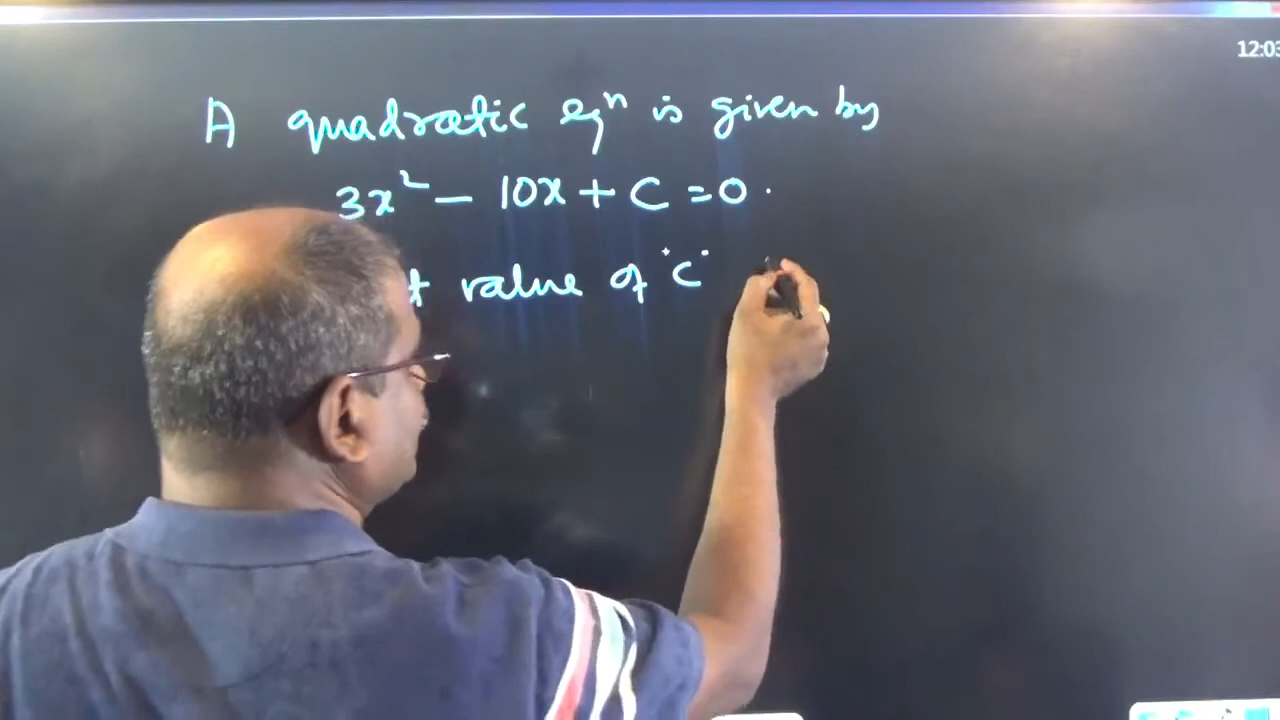 12:03
A quadratic eqⁿ is given by
3x² - 10x + C = 0.
value of 'C'